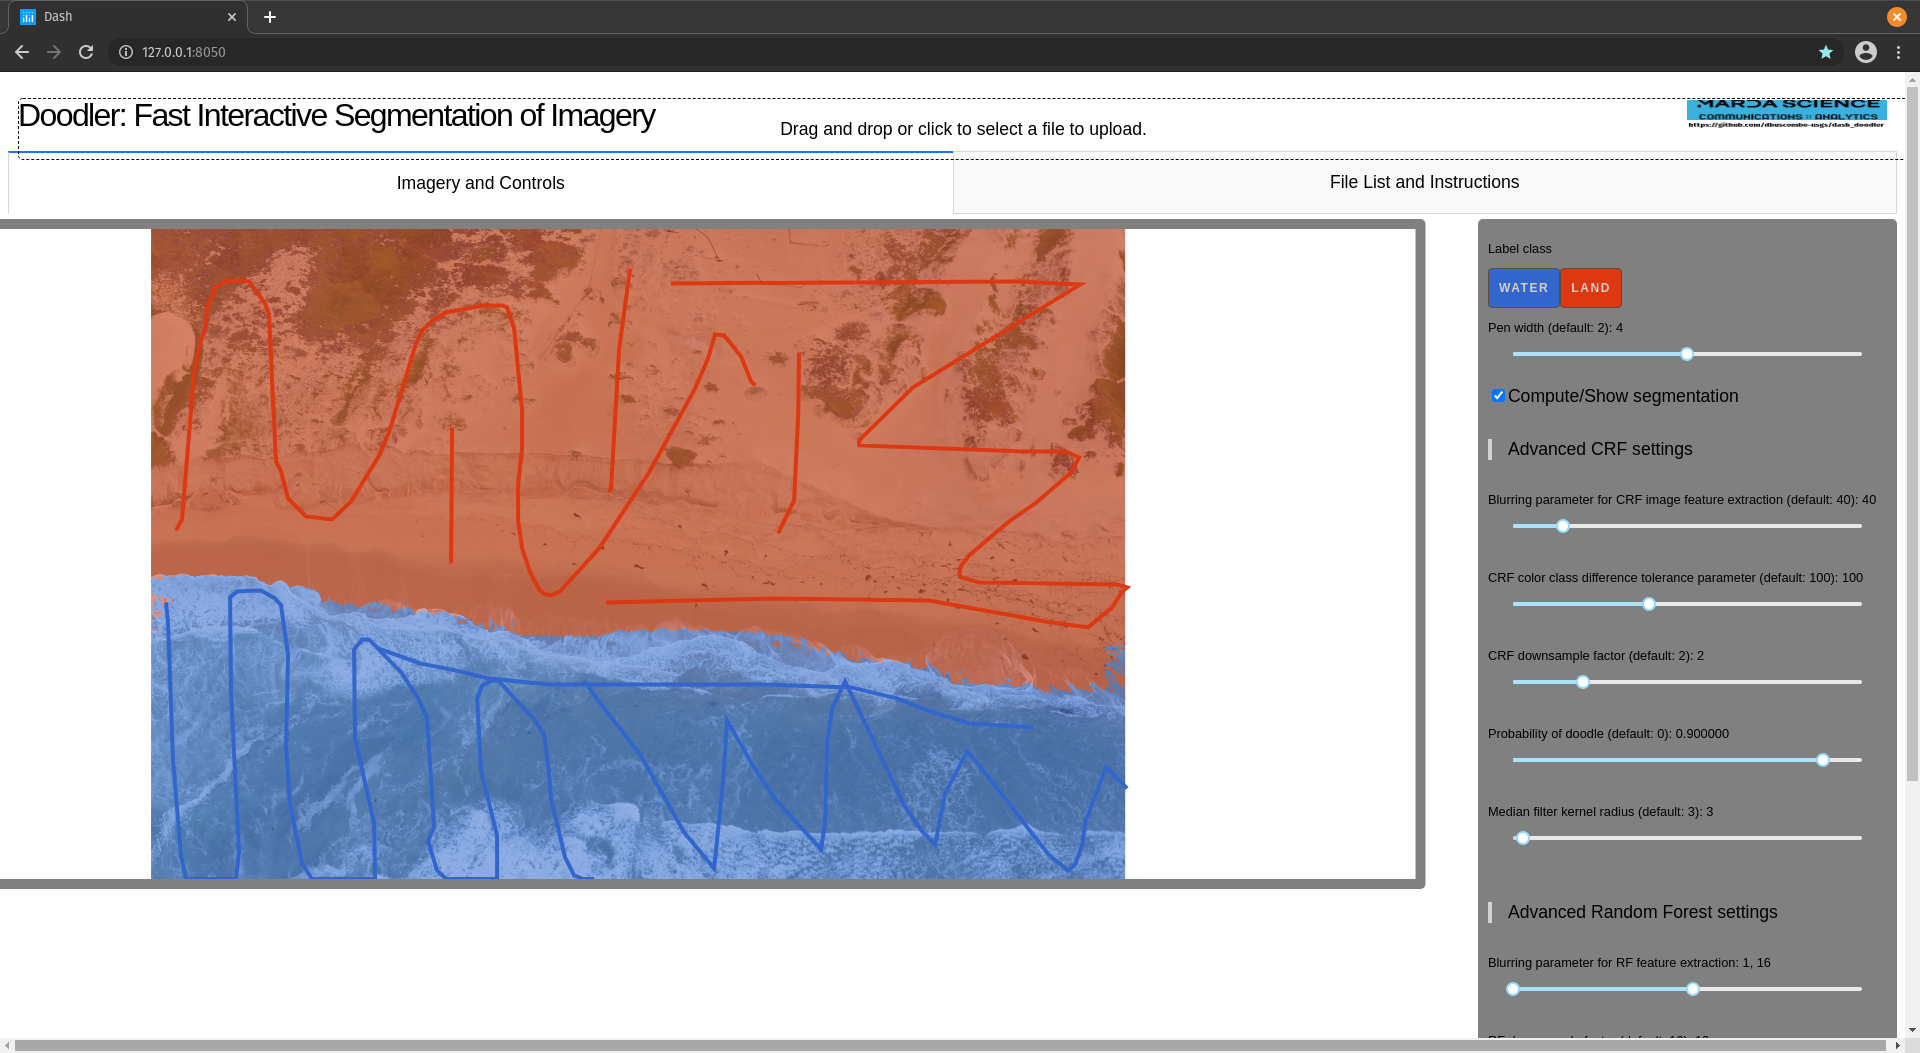 Dash
127.0.0.1:8050
Doodler: Fast Interactive Segmentation of Imagery
Drag and drop or click to select a file to upload.
MARDA SCIENCE
COMMUNICATIONS :: ANALYTICS
https://github.com/dbuscombe-usgs/dash_doodler
Imagery and Controls
File List and Instructions
Label class
WATER LAND
Pen width (default: 2): 4
Compute/Show segmentation
Advanced CRF settings
Blurring parameter for CRF image feature extraction (default: 40): 40
CRF color class difference tolerance parameter (default: 100): 100
CRF downsample factor (default: 2): 2
Probability of doodle (default: 0): 0.900000
Median filter kernel radius (default: 3): 3
Advanced Random Forest settings
Blurring parameter for RF feature extraction: 1, 16